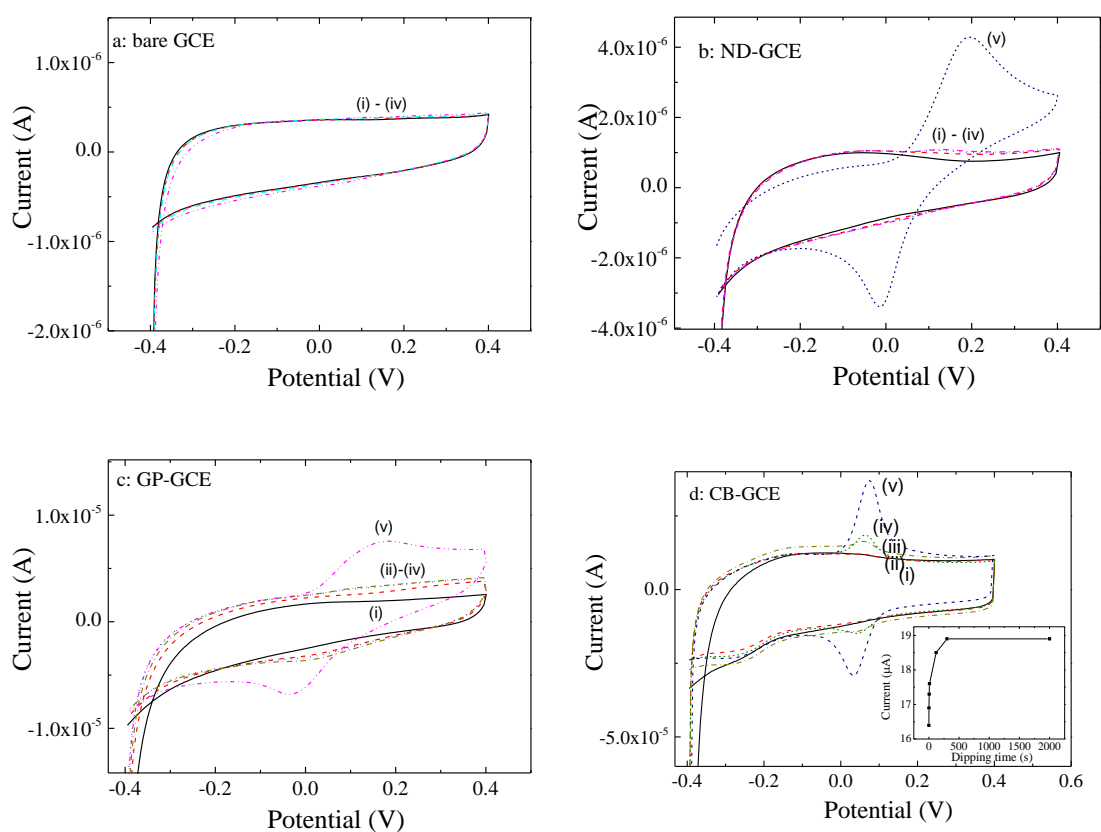 a: bare GCE
(i) - (iv)
1.0x10⁻⁶
0.0
-1.0x10⁻⁶
-2.0x10⁻⁶
Current (A)
-0.4 -0.2 0.0 0.2 0.4
Potential (V)
b: ND-GCE
(v)
(i) - (iv)
4.0x10⁻⁶
2.0x10⁻⁶
0.0
-2.0x10⁻⁶
-4.0x10⁻⁶
Current (A)
-0.4 -0.2 0.0 0.2 0.4
Potential (V)
c: GP-GCE
(v)
(ii)-(iv)
(i)
1.0x10⁻⁵
0.0
-1.0x10⁻⁵
Current (A)
-0.4 -0.2 0.0 0.2 0.4
Potential (V)
d: CB-GCE
(v)
(iv)
(iii)
(ii)
(i)
0.0
-5.0x10⁻⁵
Current (A)
19
18
17
16
Current (µA)
0 500 1000 1500 2000
Dipping time (s)
-0.4 -0.2 0.0 0.2 0.4 0.6
Potential (V)